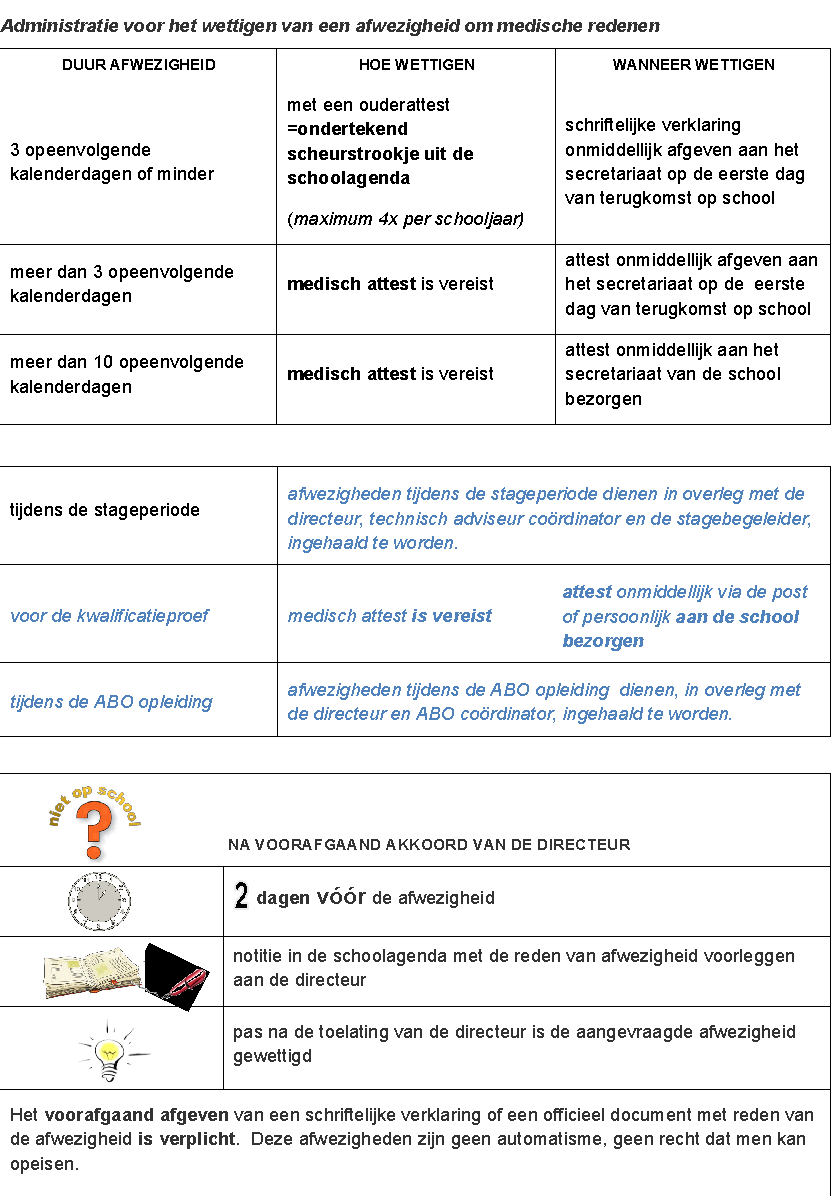 Administratie voor het wettigen van een afwezigheid om medische redenen
DUUR AFWEZIGHEID
HOE WETTIGEN
WANNEER WETTIGEN
3 opeenvolgende
kalenderdagen of minder
met een ouderattest
=ondertekend
scheurstrookje uit de
schoolagenda
(maximum 4x per schooljaar)
schriftelijke verklaring
onmiddellijk afgeven aan het
secretariaat op de eerste dag
van terugkomst op school
meer dan 3 opeenvolgende
kalenderdagen
medisch attest is vereist
attest onmiddellijk afgeven aan
het secretariaat op de eerste
dag van terugkomst op school
meer dan 10 opeenvolgende
kalenderdagen
medisch attest is vereist
attest onmiddellijk aan het
secretariaat van de school
bezorgen
tijdens de stageperiode
afwezigheden tijdens de stageperiode dienen in overleg met de
directeur, technisch adviseur coördinator en de stagebegeleider,
ingehaald te worden.
voor de kwalificatieproef
medisch attest is vereist
attest onmiddellijk via de post
of persoonlijk aan de school
bezorgen
tijdens de ABO opleiding
afwezigheden tijdens de ABO opleiding dienen, in overleg met
de directeur en ABO coördinator, ingehaald te worden.
niet op school
?
NA VOORAFGAAND AKKOORD VAN DE DIRECTEUR
2 dagen VÓÓr de afwezigheid
notitie in de schoolagenda met de reden van afwezigheid voorleggen
aan de directeur
pas na de toelating van de directeur is de aangevraagde afwezigheid
gewettigd
Het voorafgaand afgeven van een schriftelijke verklaring of een officieel document met reden van
de afwezigheid is verplicht. Deze afwezigheden zijn geen automatisme, geen recht dat men kan
opeisen.